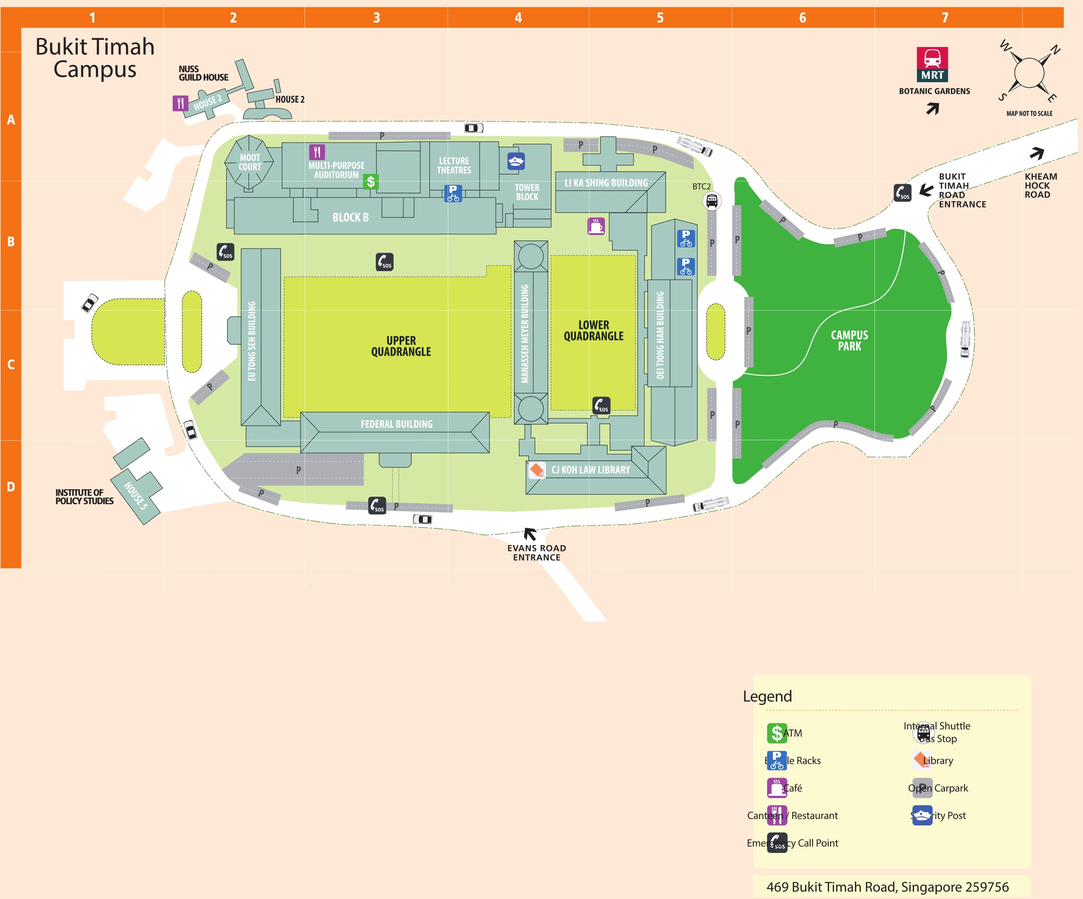 1 2 3 4 5 6 7
Bukit Timah
Campus
NUSS
GUILD HOUSE
HOUSE 2
HOUSE 2
MRT
BOTANIC GARDENS
W N
S E
MAP NOT TO SCALE
A
P
MOOT
COURT
MULTI-PURPOSE
AUDITORIUM
$
LECTURE
THEATRES
P
TOWER
BLOCK
P
P
LI KA SHING BUILDING
BTC2
BUKIT
TIMAH
ROAD
ENTRANCE
KHEAM
HOCK
ROAD
SOS
B
BLOCK B
SOS
SOS
P
P
P
P
P
P
P
P
EU TONG SEN BUILDING
UPPER
QUADRANGLE
MANASSEH MEYER BUILDING
LOWER
QUADRANGLE
OEI TIONG HAM BUILDING
P
CAMPUS
PARK
C
P
SOS
P
P
P
P
FEDERAL BUILDING
CJ KOH LAW LIBRARY
D
P
P
P
SOS
P
P
INSTITUTE OF
POLICY STUDIES
HOUSE 5
EVANS ROAD
ENTRANCE
Legend
$ ATM
Internal Shuttle
Bus Stop
P Bicycle Racks
Library
Café
P Open Carpark
Canteen / Restaurant
Security Post
SOS Emergency Call Point
469 Bukit Timah Road, Singapore 259756